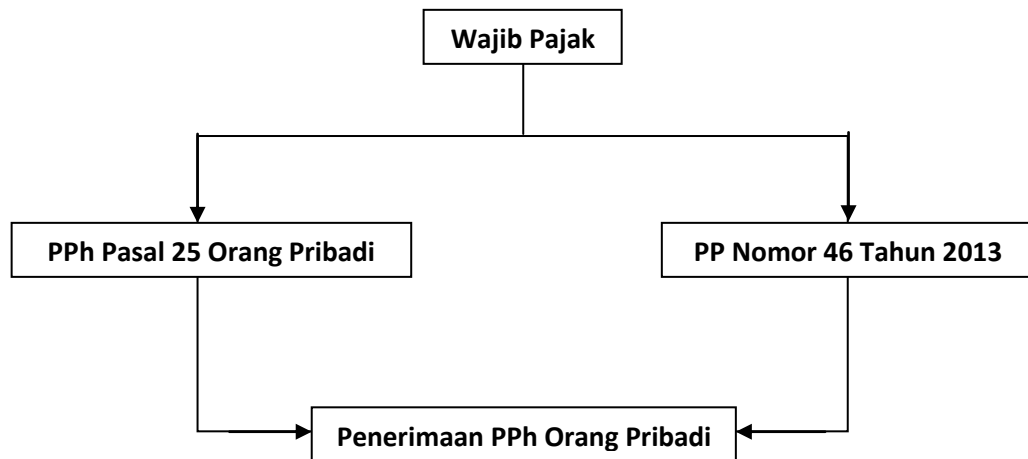 Wajib Pajak
PPh Pasal 25 Orang Pribadi
PP Nomor 46 Tahun 2013
Penerimaan PPh Orang Pribadi